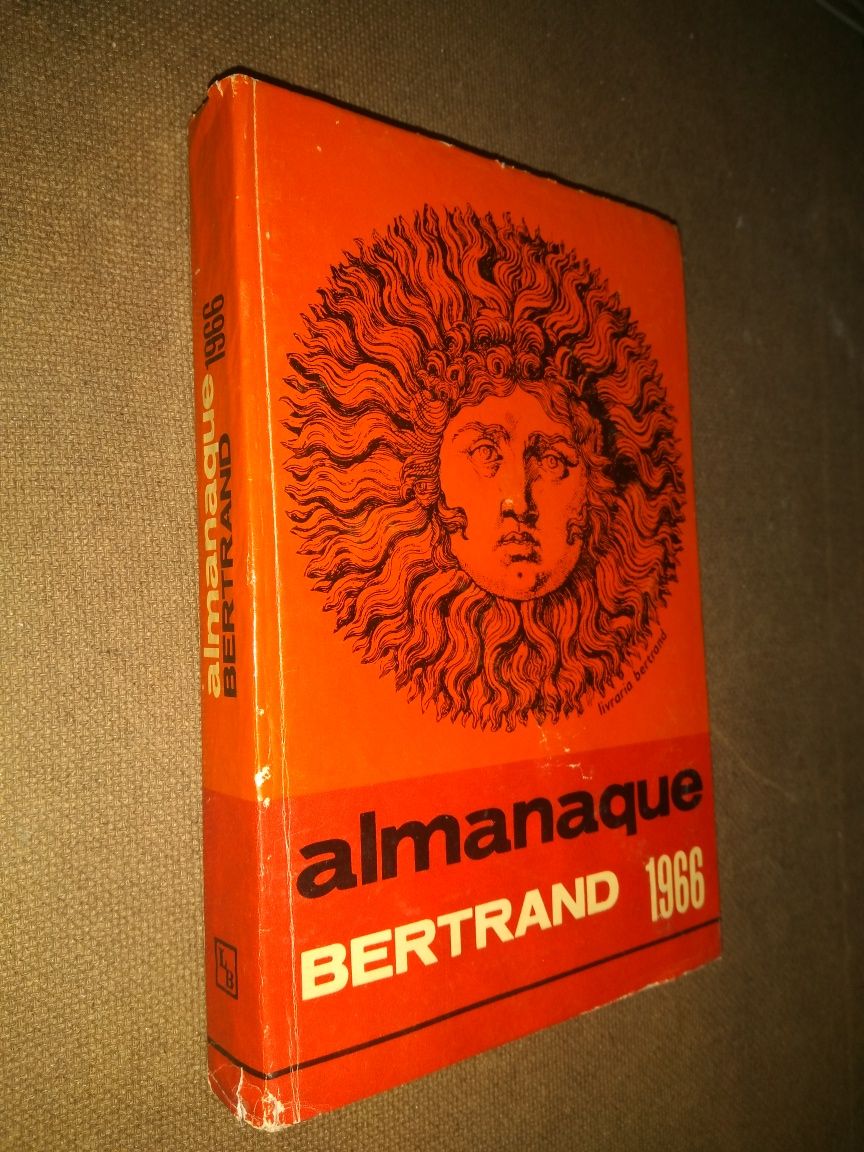 livraria bertrand
almanaque
BERTRAND 1966
almanaque 1966
BERTRAND
LB